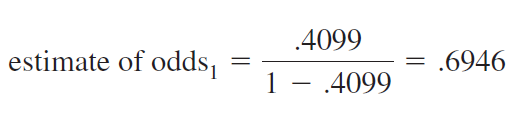 estimate of odds₁ = .4099 / 1 − .4099 = .6946